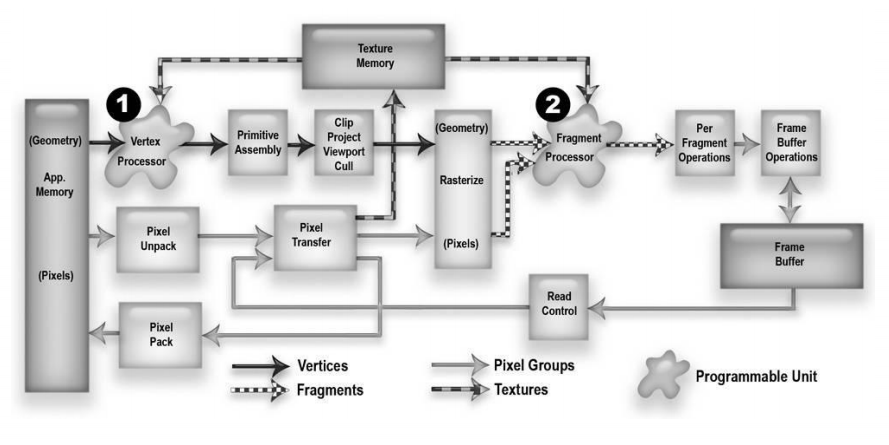 Texture
Memory
1
2
(Geometry)
Vertex
Processor
Primitive
Assembly
Clip
Project
Viewport
Cull
(Geometry)
Rasterize
(Pixels)
Fragment
Processor
Per
Fragment
Operations
Frame
Buffer
Operations
App.
Memory
(Pixels)
Pixel
Unpack
Pixel
Transfer
Frame
Buffer
Read
Control
Pixel
Pack
Vertices
Fragments
Pixel Groups
Textures
Programmable Unit